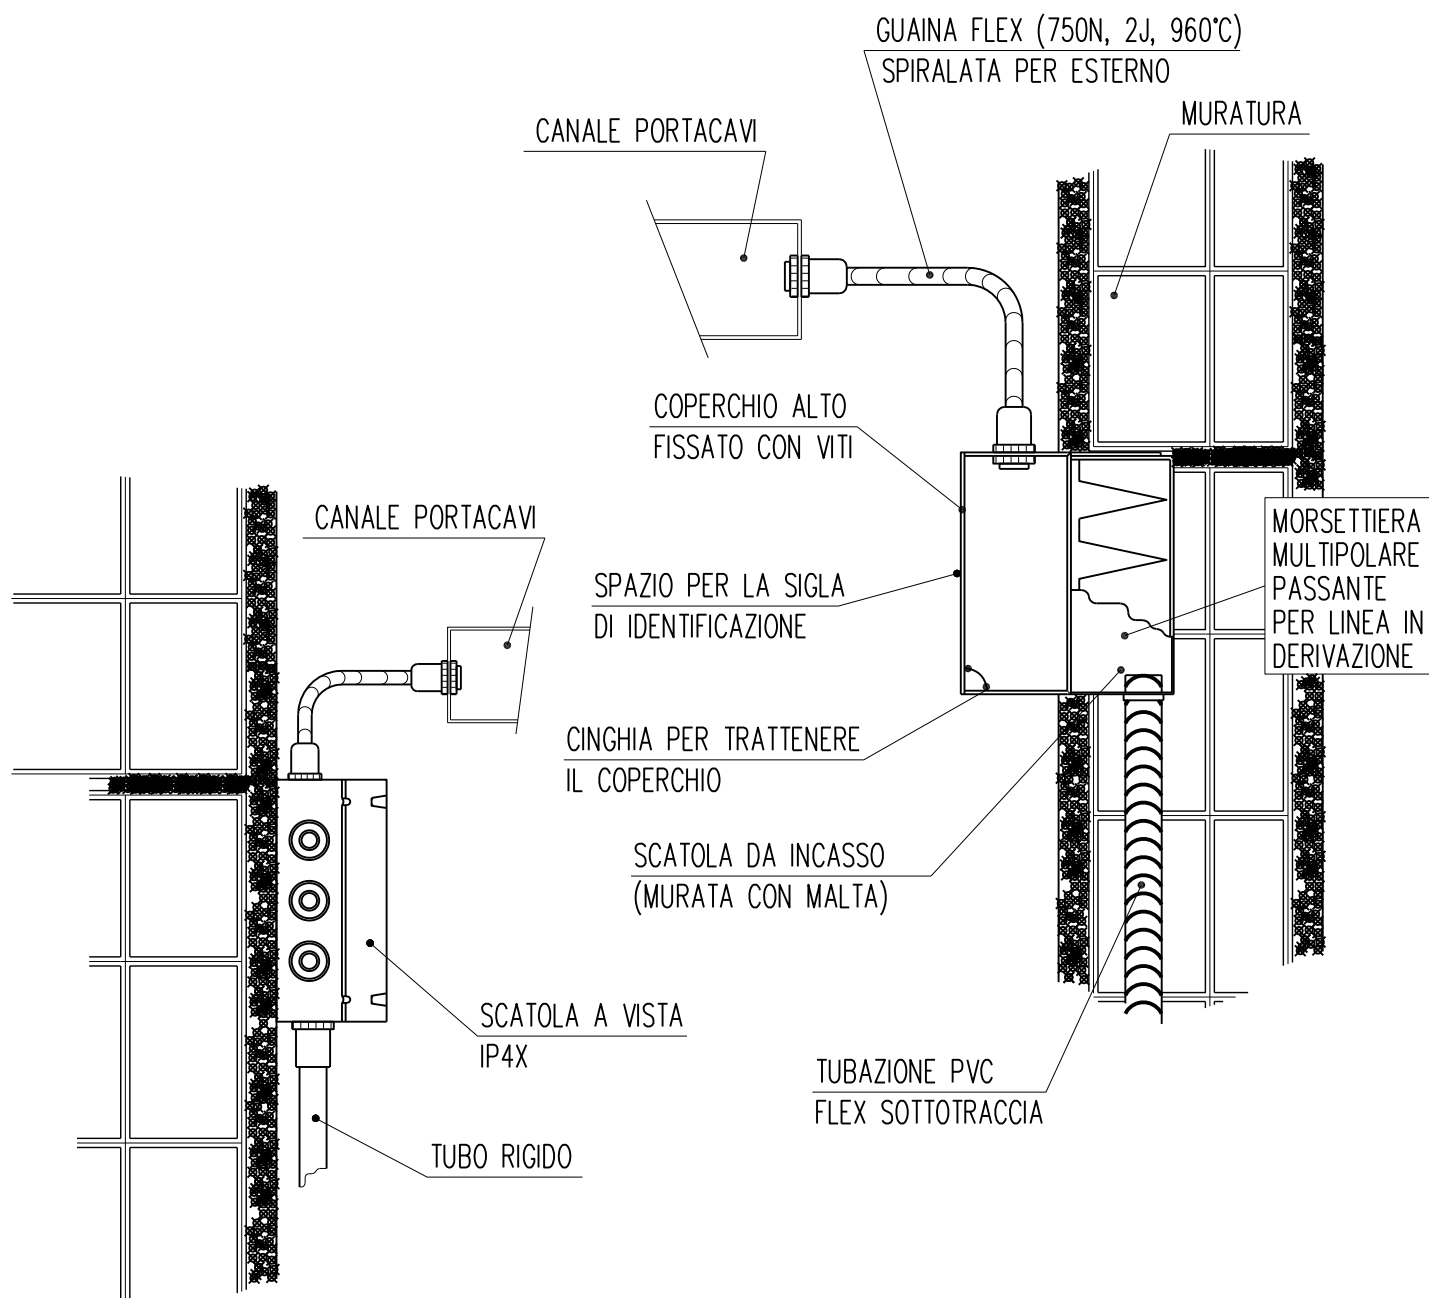 GUAINA FLEX (750N, 2J, 960°C)
SPIRALATA PER ESTERNO
MURATURA
CANALE PORTACAVI
COPERCHIO ALTO
FISSATO CON VITI
CANALE PORTACAVI
MORSETTIERA
MULTIPOLARE
PASSANTE
PER LINEA IN
DERIVAZIONE
SPAZIO PER LA SIGLA
DI IDENTIFICAZIONE
CINGHIA PER TRATTENERE
IL COPERCHIO
SCATOLA DA INCASSO
(MURATA CON MALTA)
SCATOLA A VISTA
IP4X
TUBAZIONE PVC
FLEX SOTTOTRACCIA
TUBO RIGIDO